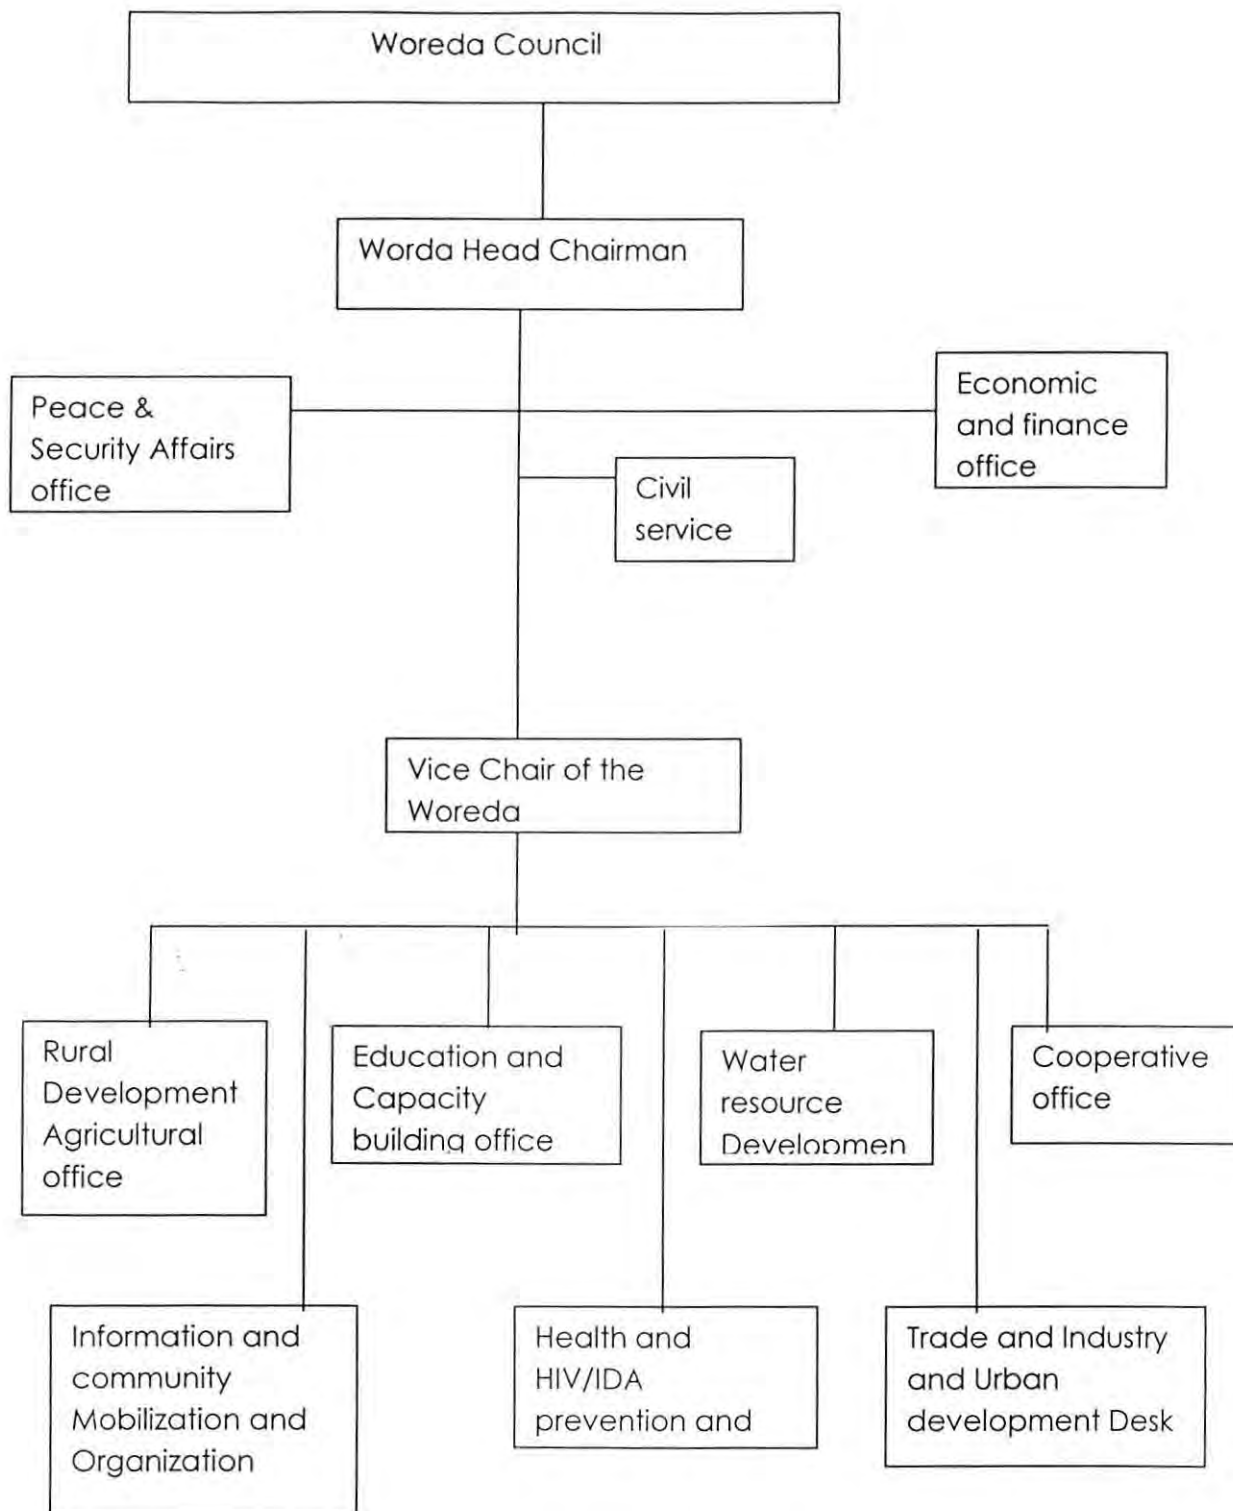 Woreda Council
Worda Head Chairman
Peace &
Security Affairs
office
Economic
and finance
office
Civil
service
Vice Chair of the
Woreda
Rural
Development
Agricultural
office
Education and
Capacity
building office
Water
resource
Developmen
Cooperative
office
Information and
community
Mobilization and
Organization
Health and
HIV/IDA
prevention and
Trade and Industry
and Urban
development Desk